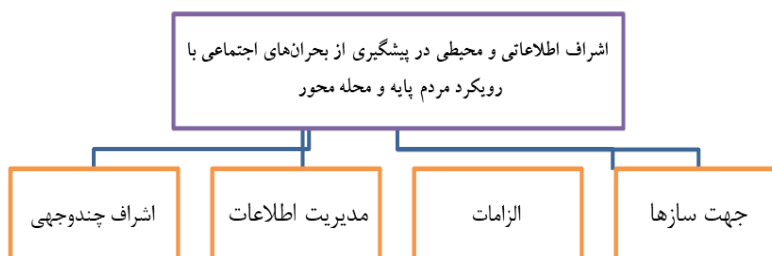 اشراف اطلاعاتی و محیطی در پیشگیری از بحران‌های اجتماعی با
رویکرد مردم پایه و محله محور
جهت سازها
الزامات
مدیریت اطلاعات
اشراف چندوجهی